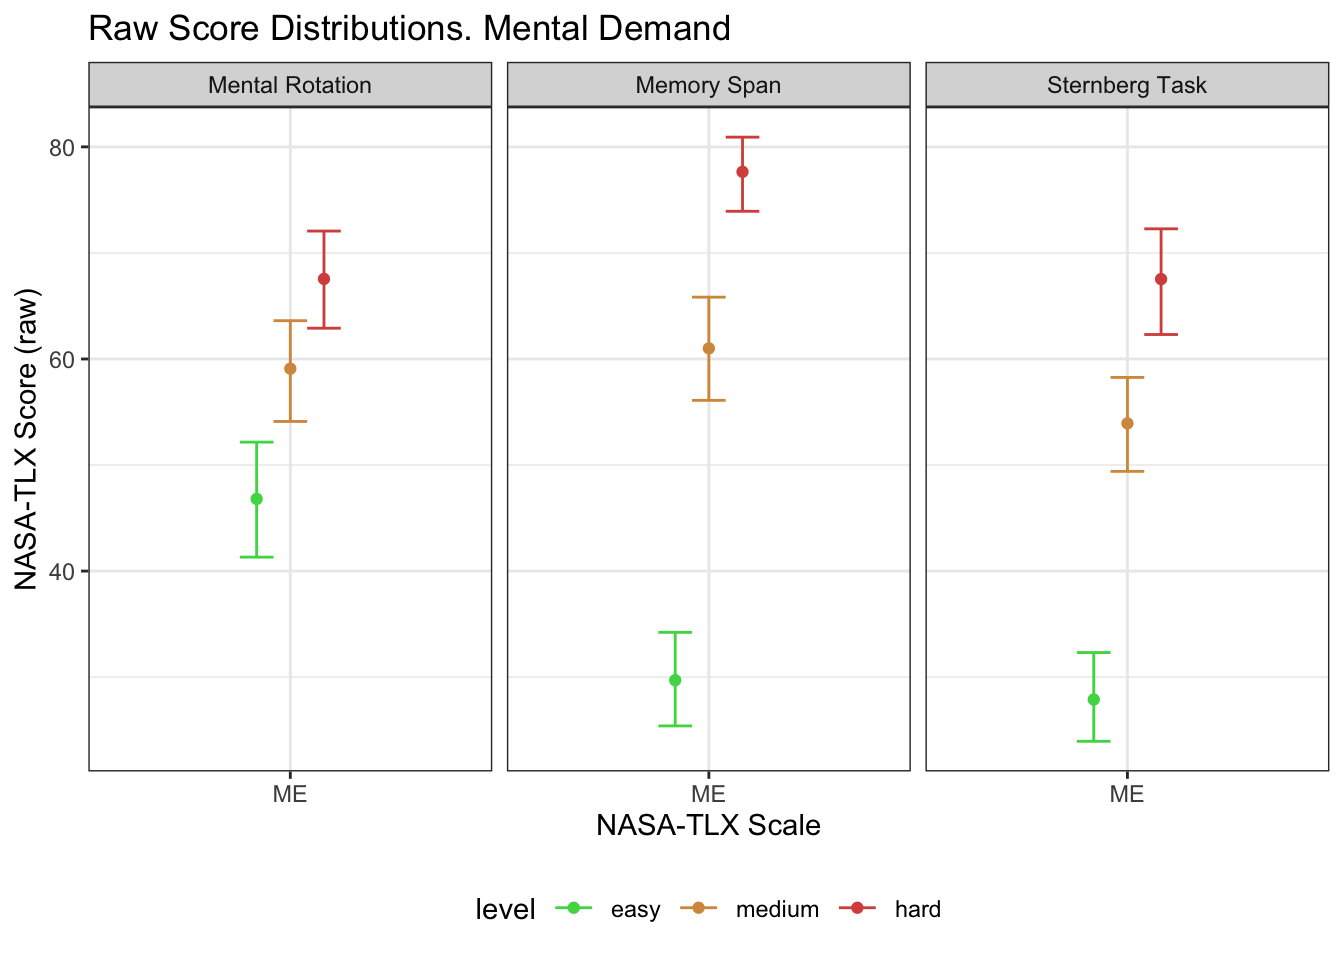 Raw Score Distributions. Mental Demand
Mental Rotation
Memory Span
Sternberg Task
NASA-TLX Score (raw)
80
60
40
ME
ME
ME
NASA-TLX Scale
level easy medium hard